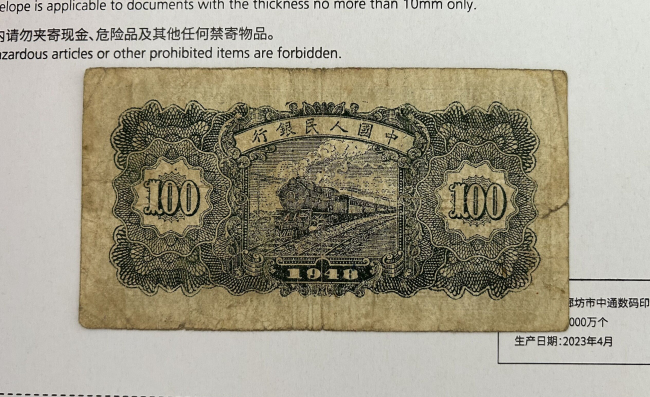 elope is applicable to documents with the thickness no more than 10mm only.
内请勿夹寄现金、危险品及其他任何禁寄物品。
azardous articles or other prohibited items are forbidden.
行銀民人國中
100
100
1948
廊坊市中通数码印
000万个
生产日期:2023年4月